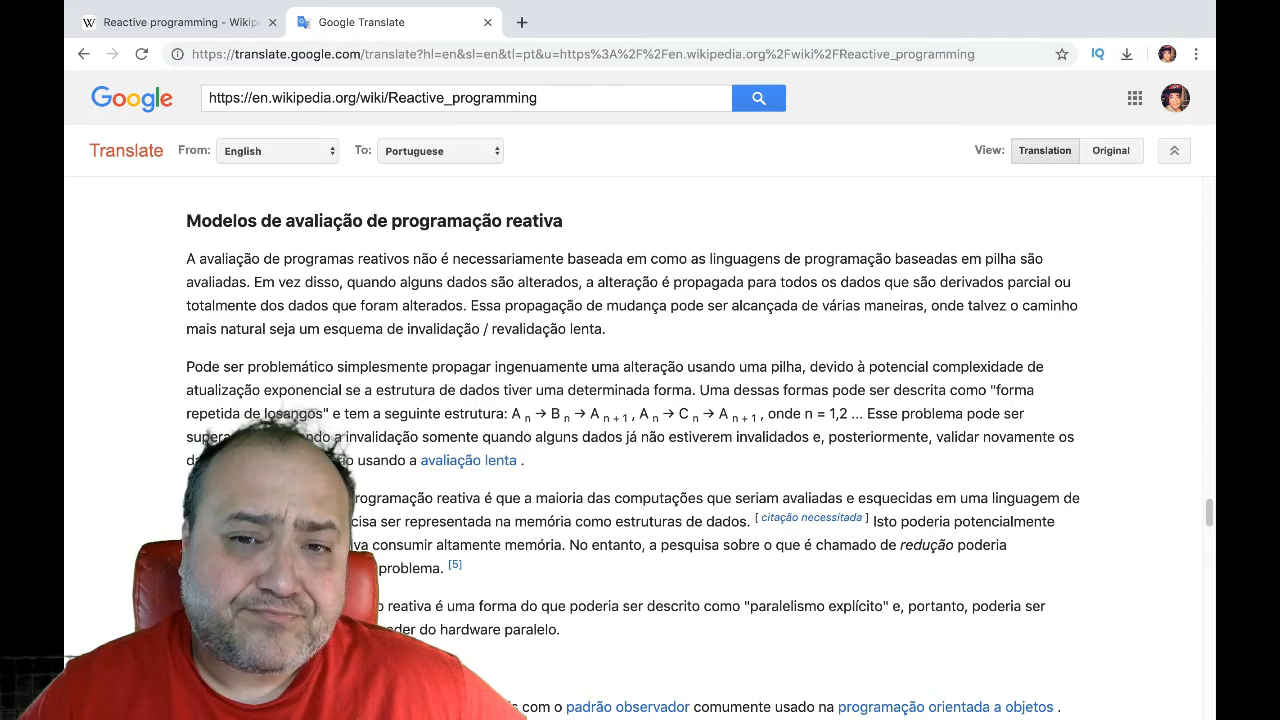 Reactive programming - Wikip
Google Translate
https://translate.google.com/translate?hl=en&sl=en&tl=pt&u=https%3A%2F%2Fen.wikipedia.org%2Fwiki%2FReactive_programming
IQ
Google
https://en.wikipedia.org/wiki/Reactive_programming
Translate From: English To: Portuguese View: Translation Original
Modelos de avaliação de programação reativa
A avaliação de programas reativos não é necessariamente baseada em como as linguagens de programação baseadas em pilha são
avaliadas. Em vez disso, quando alguns dados são alterados, a alteração é propagada para todos os dados que são derivados parcial ou
totalmente dos dados que foram alterados. Essa propagação de mudança pode ser alcançada de várias maneiras, onde talvez o caminho
mais natural seja um esquema de invalidação / revalidação lenta.
Pode ser problemático simplesmente propagar ingenuamente uma alteração usando uma pilha, devido à potencial complexidade de
atualização exponencial se a estrutura de dados tiver uma determinada forma. Uma dessas formas pode ser descrita como "forma
repetida de losangos" e tem a seguinte estrutura: A n → B n → A n + 1 , A n → C n → A n + 1 , onde n = 1,2 ... Esse problema pode ser
a invalidação somente quando alguns dados já não estiverem invalidados e, posteriormente, validar novamente os
usando a avaliação lenta .
rogramação reativa é que a maioria das computações que seriam avaliadas e esquecidas em uma linguagem de
cisa ser representada na memória como estruturas de dados. [ citação necessitada ] Isto poderia potencialmente
va consumir altamente memória. No entanto, a pesquisa sobre o que é chamado de redução poderia
problema. [5]
reativa é uma forma do que poderia ser descrito como "paralelismo explícito" e, portanto, poderia ser
do hardware paralelo.
com o padrão observador comumente usado na programação orientada a objetos .